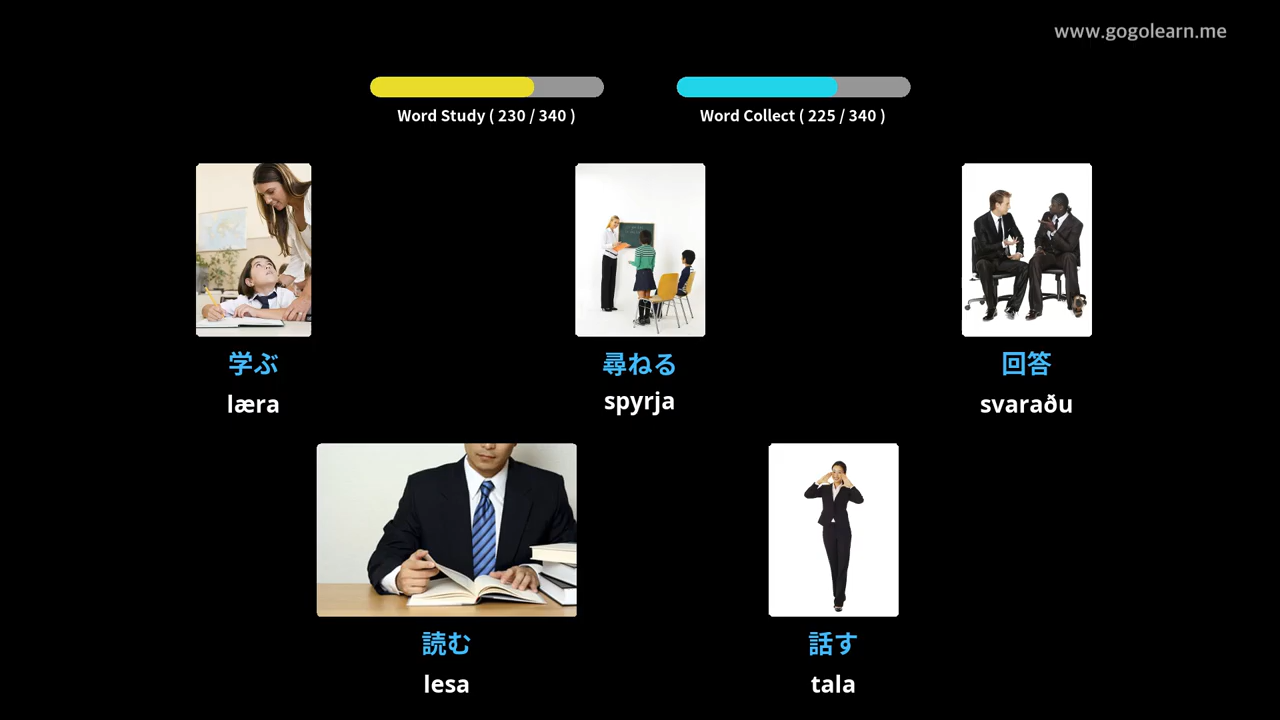 www.gogolearn.me
Word Study ( 230 / 340 )
Word Collect ( 225 / 340 )
学ぶ
læra
尋ねる
spyrja
回答
svaraðu
読む
lesa
話す
tala